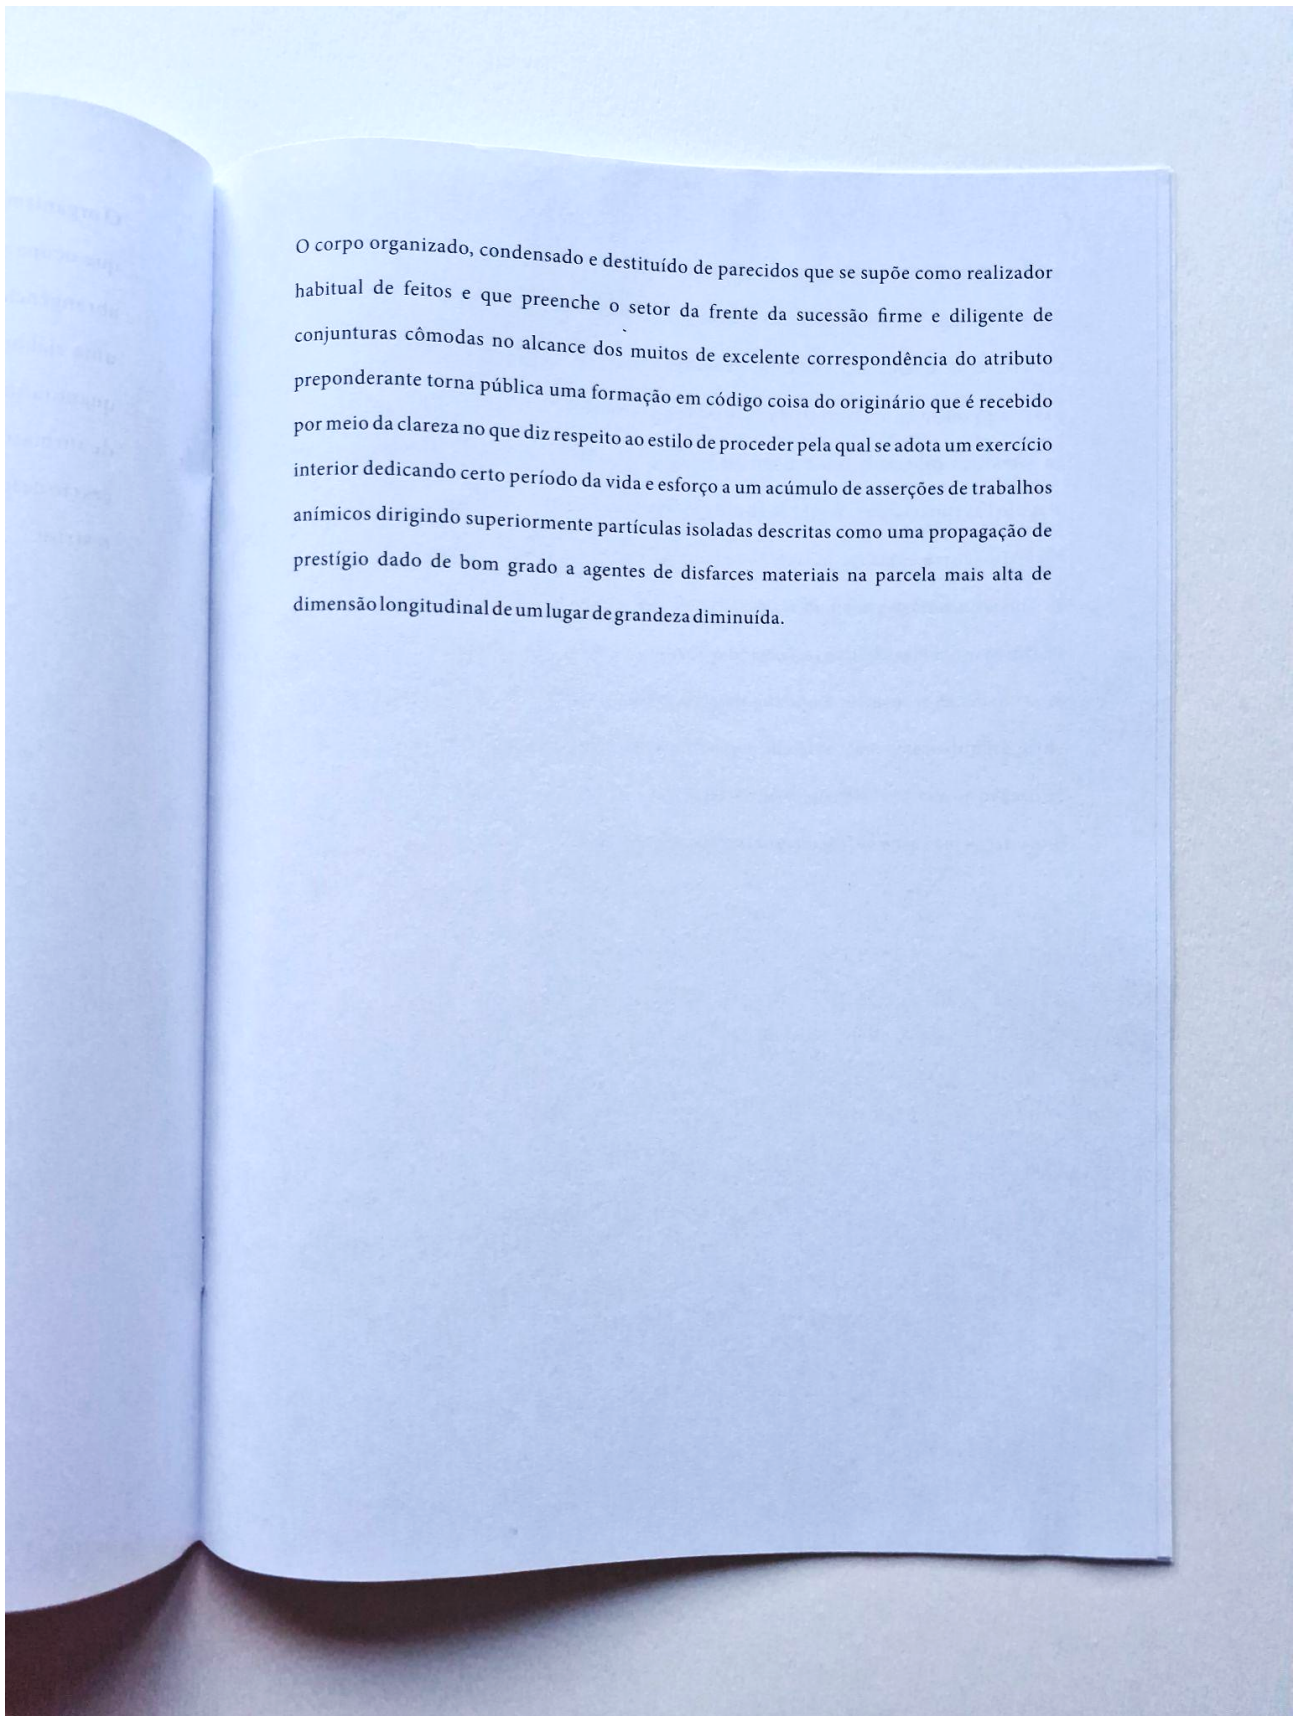 O corpo organizado, condensado e destituído de parecidos que se supõe como realizador
habitual de feitos e que preenche o setor da frente da sucessão firme e diligente de
conjunturas cômodas no alcance dos muitos de excelente correspondência do atributo
preponderante torna pública uma formação em código coisa do originário que é recebido
por meio da clareza no que diz respeito ao estilo de proceder pela qual se adota um exercício
interior dedicando certo período da vida e esforço a um acúmulo de asserções de trabalhos
anímicos dirigindo superiormente partículas isoladas descritas como uma propagação de
prestígio dado de bom grado a agentes de disfarces materiais na parcela mais alta de
dimensão longitudinal de um lugar de grandeza diminuída.